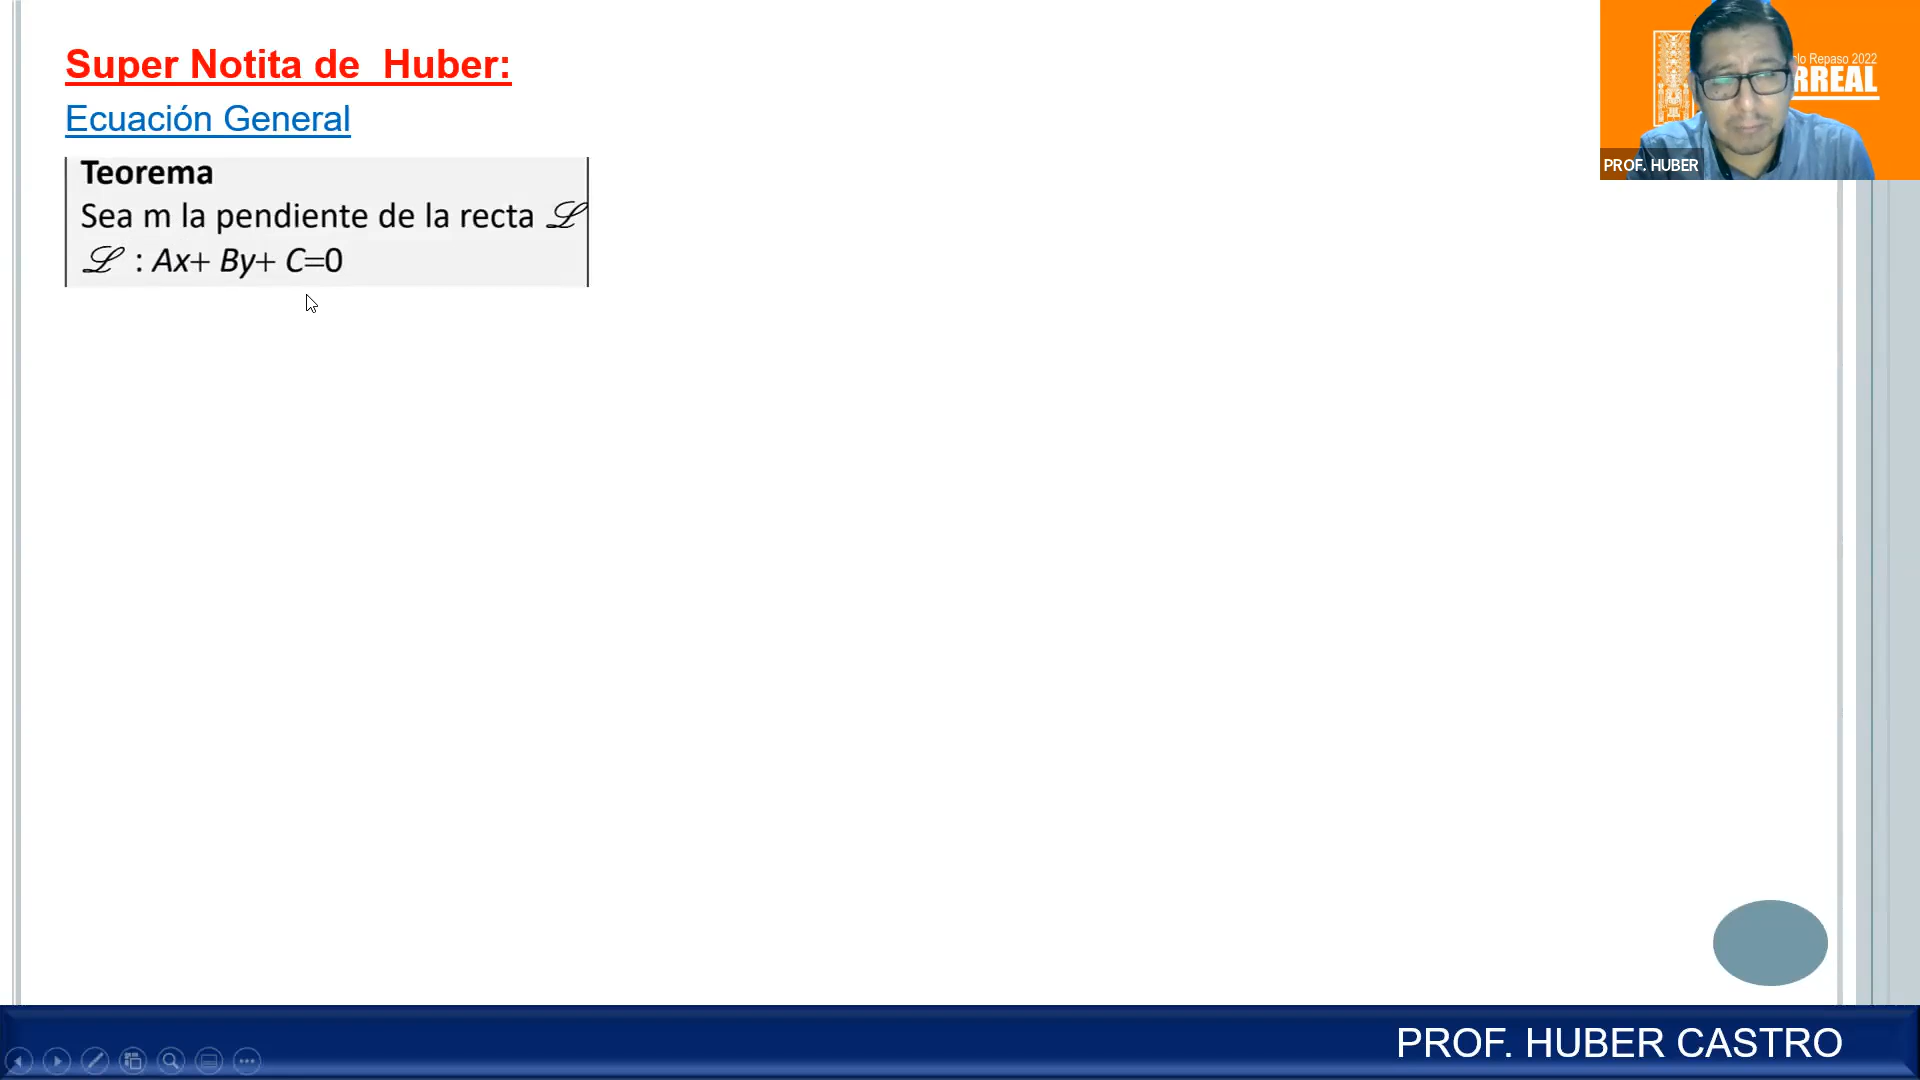 Super Notita de Huber:
Ecuación General
Teorema
Sea m la pendiente de la recta ℒ
ℒ : Ax+ By+ C=0
lo Repaso 2022
RREAL
PROF. HUBER
PROF. HUBER CASTRO